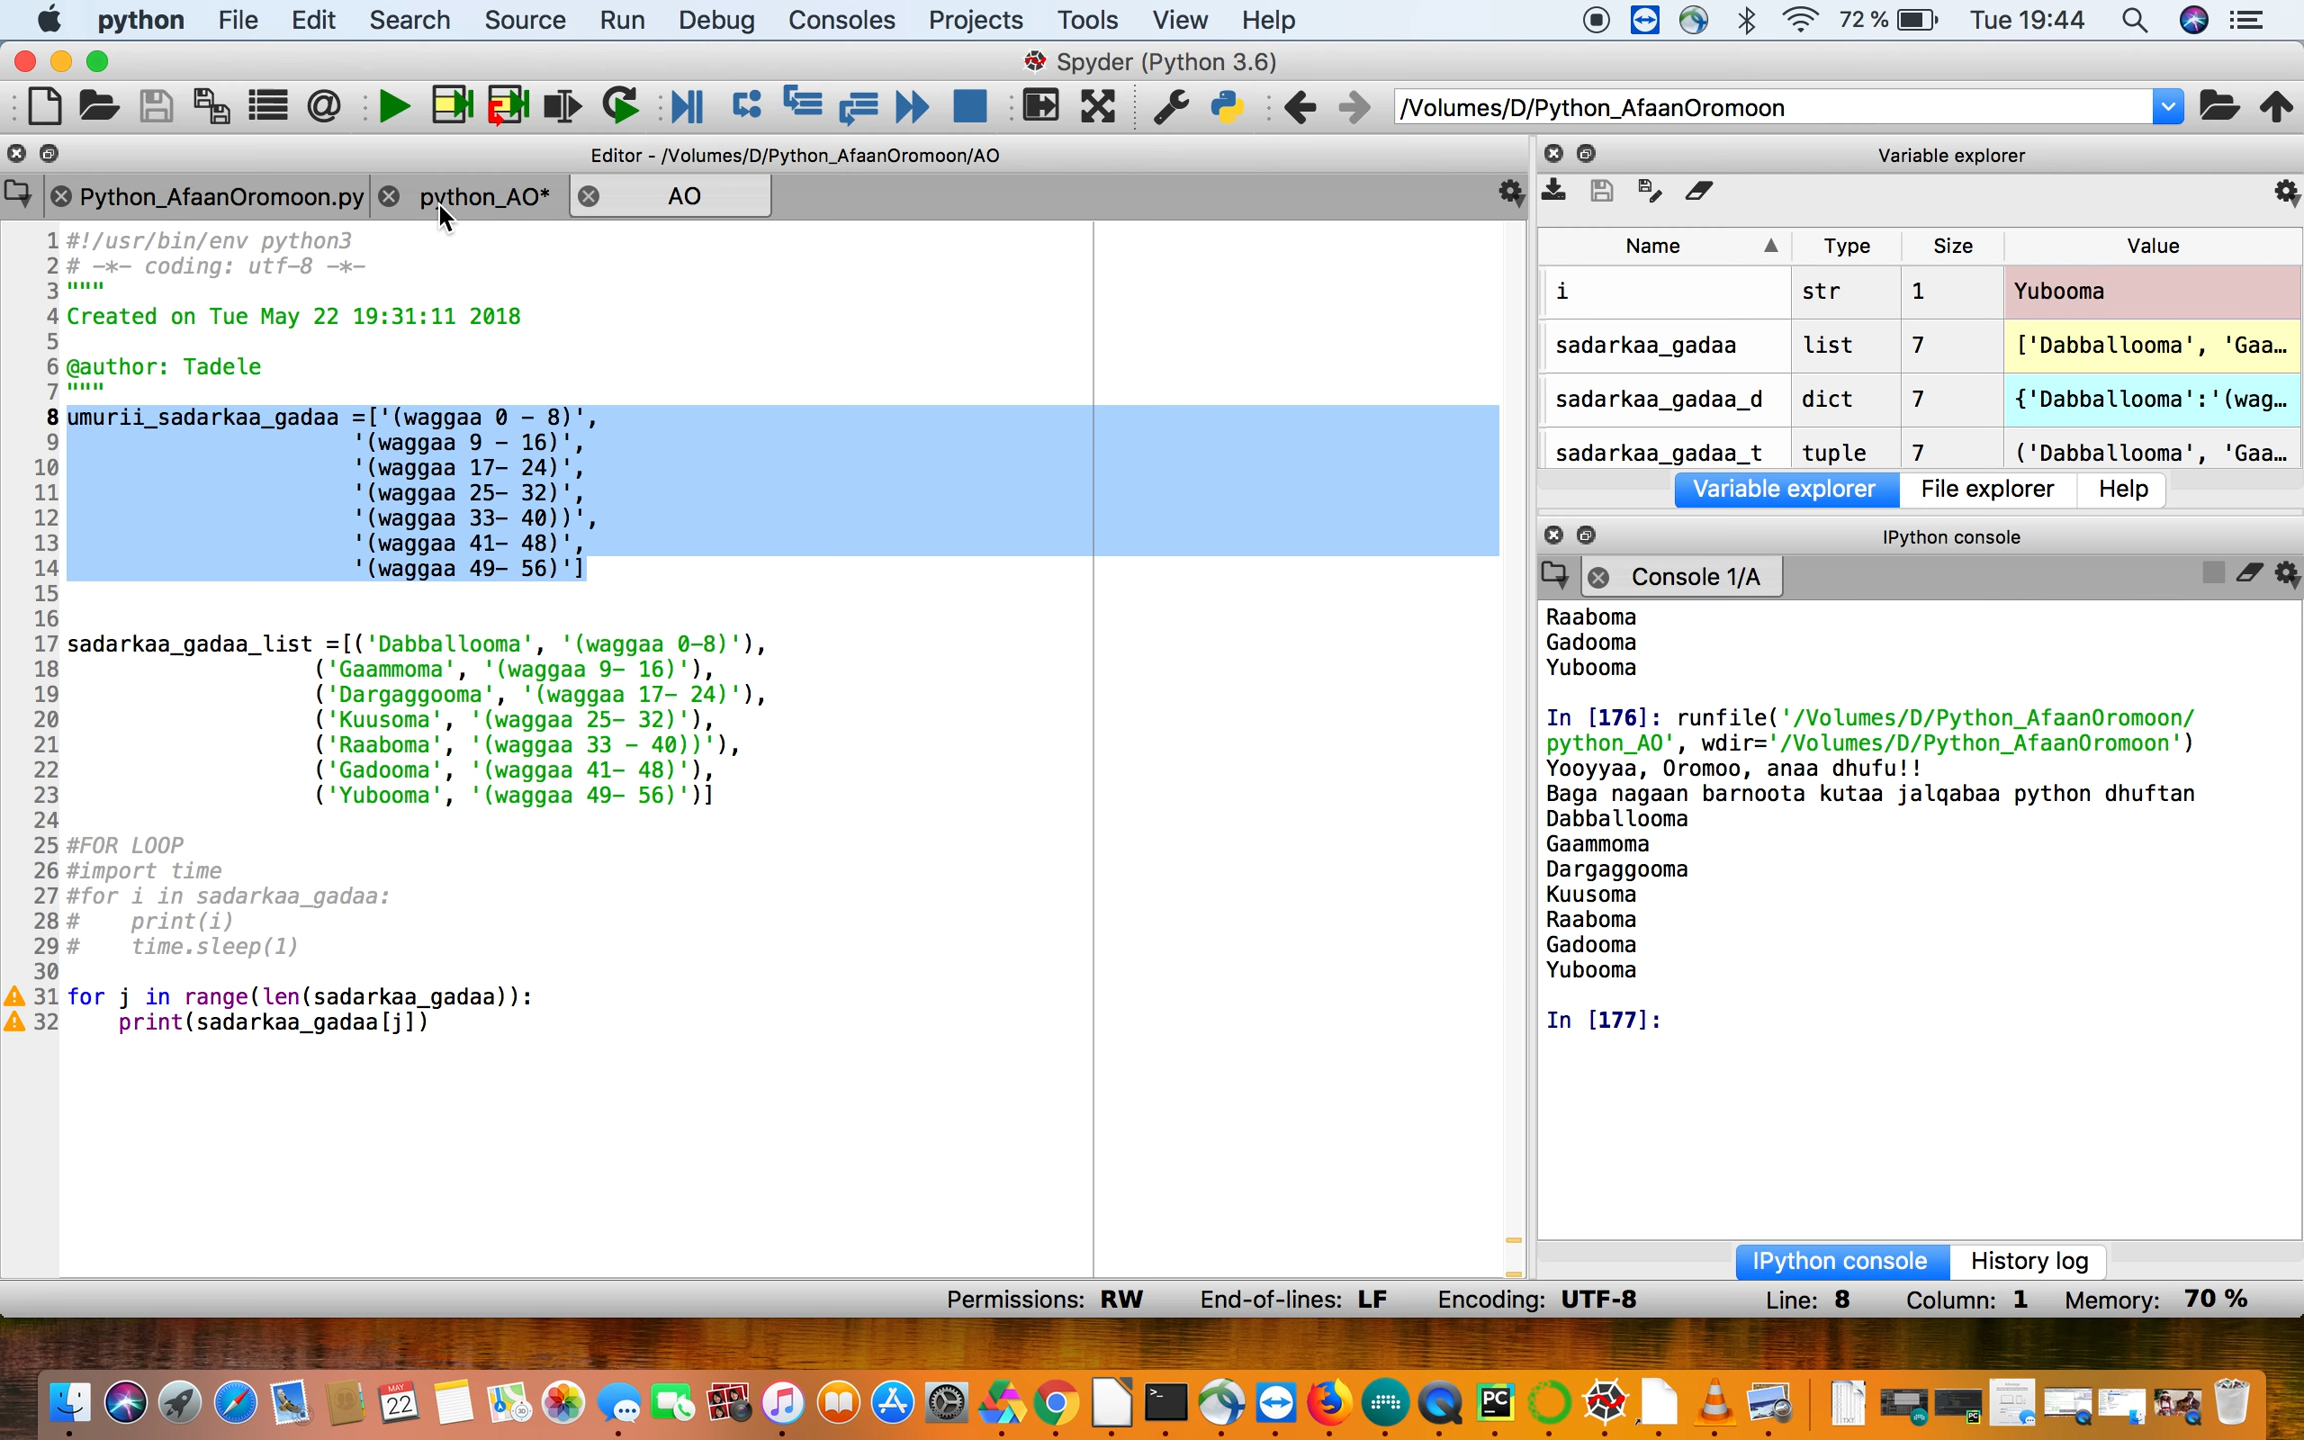 python File Edit Search Source Run Debug Consoles Projects Tools View Help 72 % Tue 19:44
Spyder (Python 3.6)
/Volumes/D/Python_AfaanOromoon
Editor - /Volumes/D/Python_AfaanOromoon/AO
Python_AfaanOromoon.py python_AO* AO
1 #!/usr/bin/env python3
2 # -*- coding: utf-8 -*-
3 """
4 Created on Tue May 22 19:31:11 2018
5
6 @author: Tadele
7 """
8 umurii_sadarkaa_gadaa =['(waggaa 0 - 8)',
9 '(waggaa 9 - 16)',
10 '(waggaa 17- 24)',
11 '(waggaa 25- 32)',
12 '(waggaa 33- 40))',
13 '(waggaa 41- 48)',
14 '(waggaa 49- 56)']
15
16
17 sadarkaa_gadaa_list =[('Dabballooma', '(waggaa 0-8)'),
18 ('Gaammoma', '(waggaa 9- 16)'),
19 ('Dargaggooma', '(waggaa 17- 24)'),
20 ('Kuusoma', '(waggaa 25- 32)'),
21 ('Raaboma', '(waggaa 33 - 40))'),
22 ('Gadooma', '(waggaa 41- 48)'),
23 ('Yubooma', '(waggaa 49- 56)')]
24
25 #FOR LOOP
26 #import time
27 #for i in sadarkaa_gadaa:
28 # print(i)
29 # time.sleep(1)
30
31 for j in range(len(sadarkaa_gadaa)):
32 print(sadarkaa_gadaa[j])
Variable explorer
Name Type Size Value
i str 1 Yubooma
sadarkaa_gadaa list 7 ['Dabballooma', 'Gaa…
sadarkaa_gadaa_d dict 7 {'Dabballooma':'(wag…
sadarkaa_gadaa_t tuple 7 ('Dabballooma', 'Gaa…
Variable explorer File explorer Help
IPython console
Console 1/A
Raaboma
Gadooma
Yubooma
In [176]: runfile('/Volumes/D/Python_AfaanOromoon/
python_AO', wdir='/Volumes/D/Python_AfaanOromoon')
Yooyyaa, Oromoo, anaa dhufu!!
Baga nagaan barnoota kutaa jalqabaa python dhuftan
Dabballooma
Gaammoma
Dargaggooma
Kuusoma
Raaboma
Gadooma
Yubooma
In [177]:
IPython console History log
Permissions: RW End-of-lines: LF Encoding: UTF-8 Line: 8 Column: 1 Memory: 70 %
MAY
22
3D
PC
PC
TXT